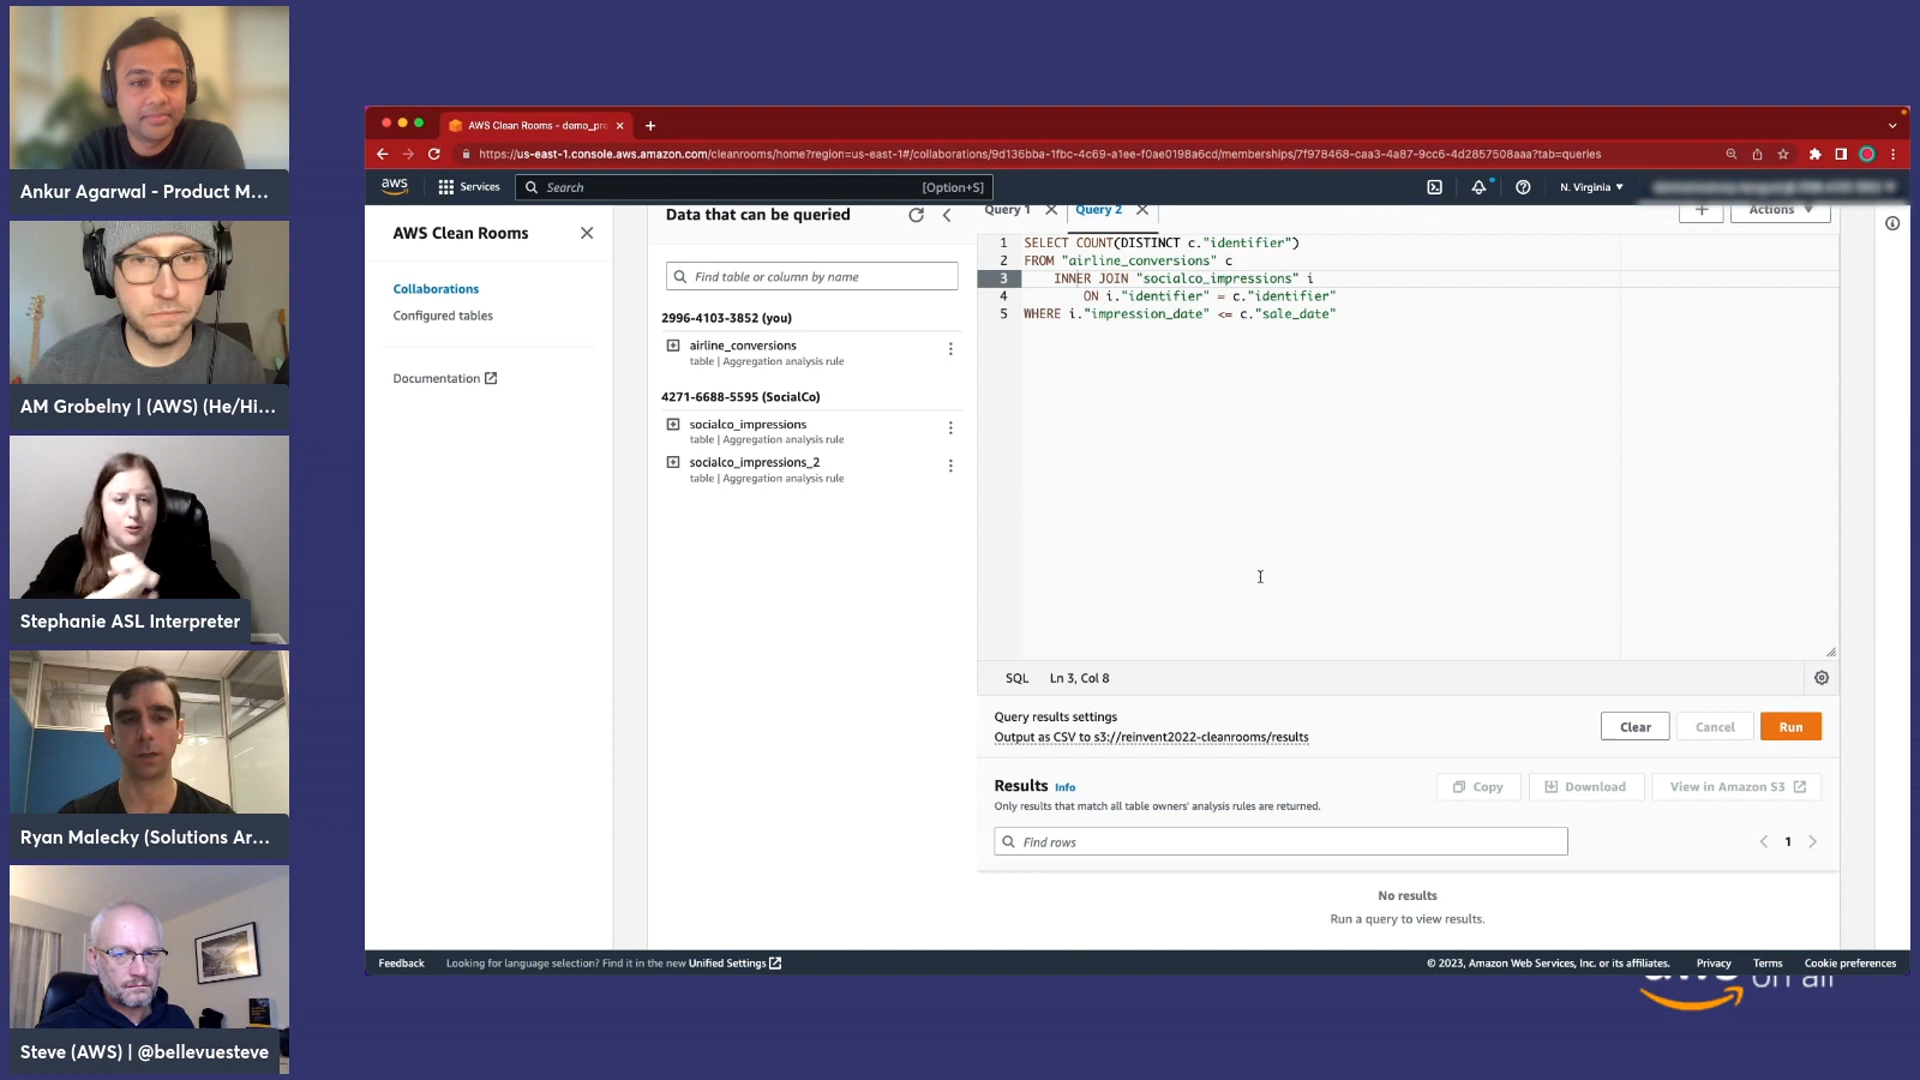 Ankur Agarwal - Product M...
AM Grobelny | (AWS) (He/Hi...
Stephanie ASL Interpreter
Ryan Malecky (Solutions Ar...
Steve (AWS) | @bellevuesteve
AWS Clean Rooms - demo_pro
https://us-east-1.console.aws.amazon.com/cleanrooms/home?region=us-east-1#/collaborations/9d136bba-1fbc-4c69-a1ee-f0ae0198a6cd/memberships/7f978468-caa3-4a87-9cc6-4d2857508aaa?tab=queries
aws Services Search [Option+S] N. Virginia
AWS Clean Rooms
Collaborations
Configured tables
Documentation
Data that can be queried
Find table or column by name
2996-4103-3852 (you)
airline_conversions
table | Aggregation analysis rule
4271-6688-5595 (SocialCo)
socialco_impressions
table | Aggregation analysis rule
socialco_impressions_2
table | Aggregation analysis rule
Query 1 Query 2 Actions
1 SELECT COUNT(DISTINCT c."identifier")
2 FROM "airline_conversions" c
3 INNER JOIN "socialco_impressions" i
4 ON i."identifier" = c."identifier"
5 WHERE i."impression_date" <= c."sale_date"
SQL Ln 3, Col 8
Query results settings
Output as CSV to s3://reinvent2022-cleanrooms/results
Clear Cancel Run
Results Info
Only results that match all table owners' analysis rules are returned.
Copy Download View in Amazon S3
Find rows
1
No results
Run a query to view results.
Feedback Looking for language selection? Find it in the new Unified Settings
© 2023, Amazon Web Services, Inc. or its affiliates. Privacy Terms Cookie preferences
aws on air